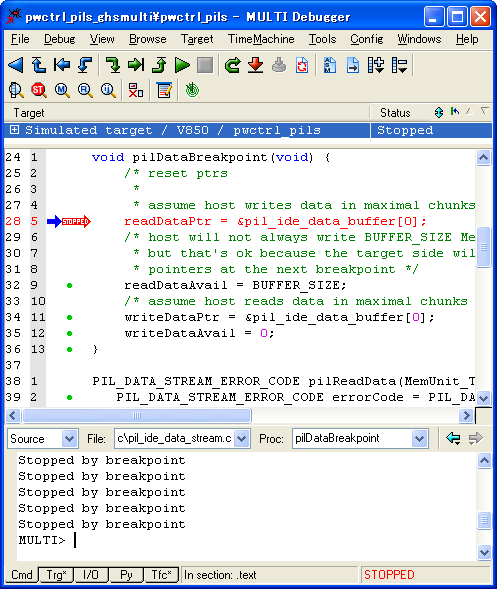 pwctrl_pils_ghsmulti¥pwctrl_pils - MULTI Debugger
File Debug View Browse Target TimeMachine Tools Config Windows Help
Target Status
Simulated target / V850 / pwctrl_pils Stopped
24 1 void pilDataBreakpoint(void) {
25 2 /* reset ptrs
26 3 *
27 4 * assume host writes data in maximal chunks
28 5 STOPPED readDataPtr = &pil_ide_data_buffer[0];
29 6 /* host will not always write BUFFER_SIZE Me
30 7 * but that's ok because the target side wil
31 8 * pointers at the next breakpoint */
32 9 readDataAvail = BUFFER_SIZE;
33 10 /* assume host reads data in maximal chunks
34 11 writeDataPtr = &pil_ide_data_buffer[0];
35 12 writeDataAvail = 0;
36 13 }
37
38 1 PIL_DATA_STREAM_ERROR_CODE pilReadData(MemUnit_T
39 2 PIL_DATA_STREAM_ERROR_CODE errorCode = PIL_DA
Source File: c\pil_ide_data_stream.c Proc: pilDataBreakpoint
Stopped by breakpoint
Stopped by breakpoint
Stopped by breakpoint
Stopped by breakpoint
Stopped by breakpoint
MULTI>
Cmd Trg* I/O Py Tfc* In section: .text STOPPED